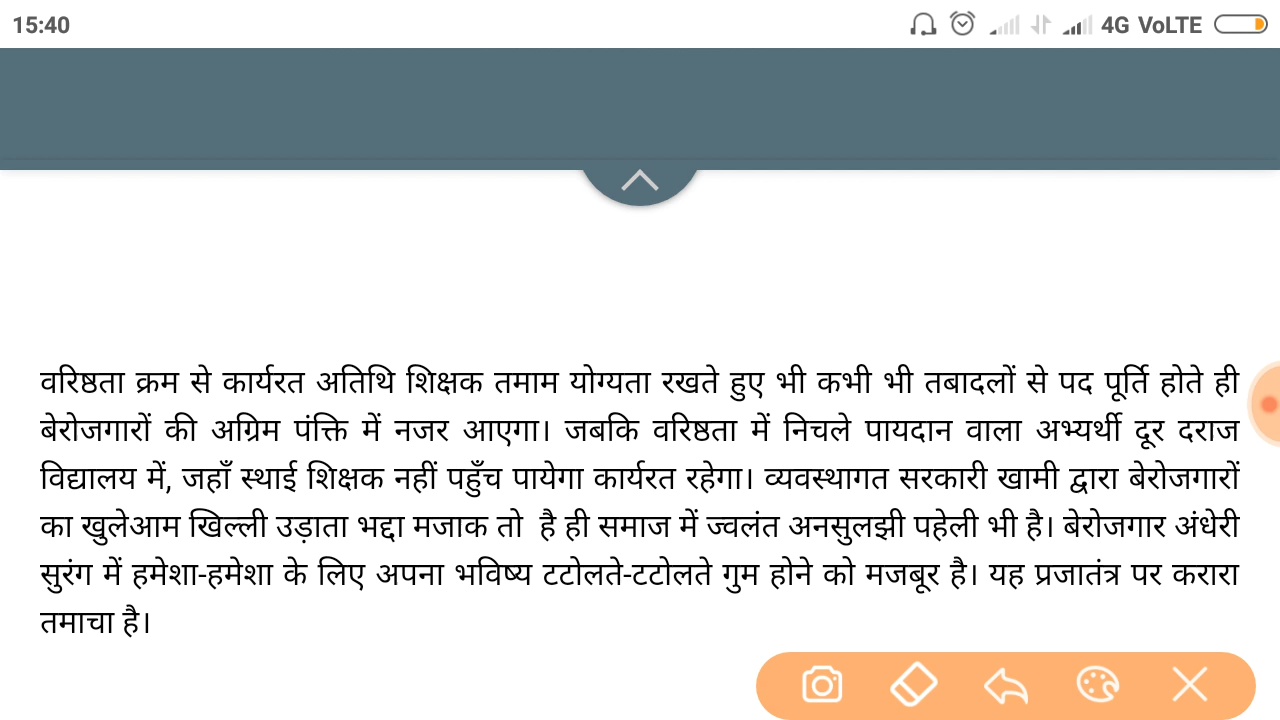 15:40 4G VoLTE
वरिष्ठता क्रम से कार्यरत अतिथि शिक्षक तमाम योग्यता रखते हुए भी कभी भी तबादलों से पद पूर्ति होते ही
बेरोजगारों की अग्रिम पंक्ति में नजर आएगा। जबकि वरिष्ठता में निचले पायदान वाला अभ्यर्थी दूर दराज
विद्यालय में, जहाँ स्थाई शिक्षक नहीं पहुँच पायेगा कार्यरत रहेगा। व्यवस्थागत सरकारी खामी द्वारा बेरोजगारों
का खुलेआम खिल्ली उड़ाता भद्दा मजाक तो है ही समाज में ज्वलंत अनसुलझी पहेली भी है। बेरोजगार अंधेरी
सुरंग में हमेशा-हमेशा के लिए अपना भविष्य टटोलते-टटोलते गुम होने को मजबूर है। यह प्रजातंत्र पर करारा
तमाचा है।